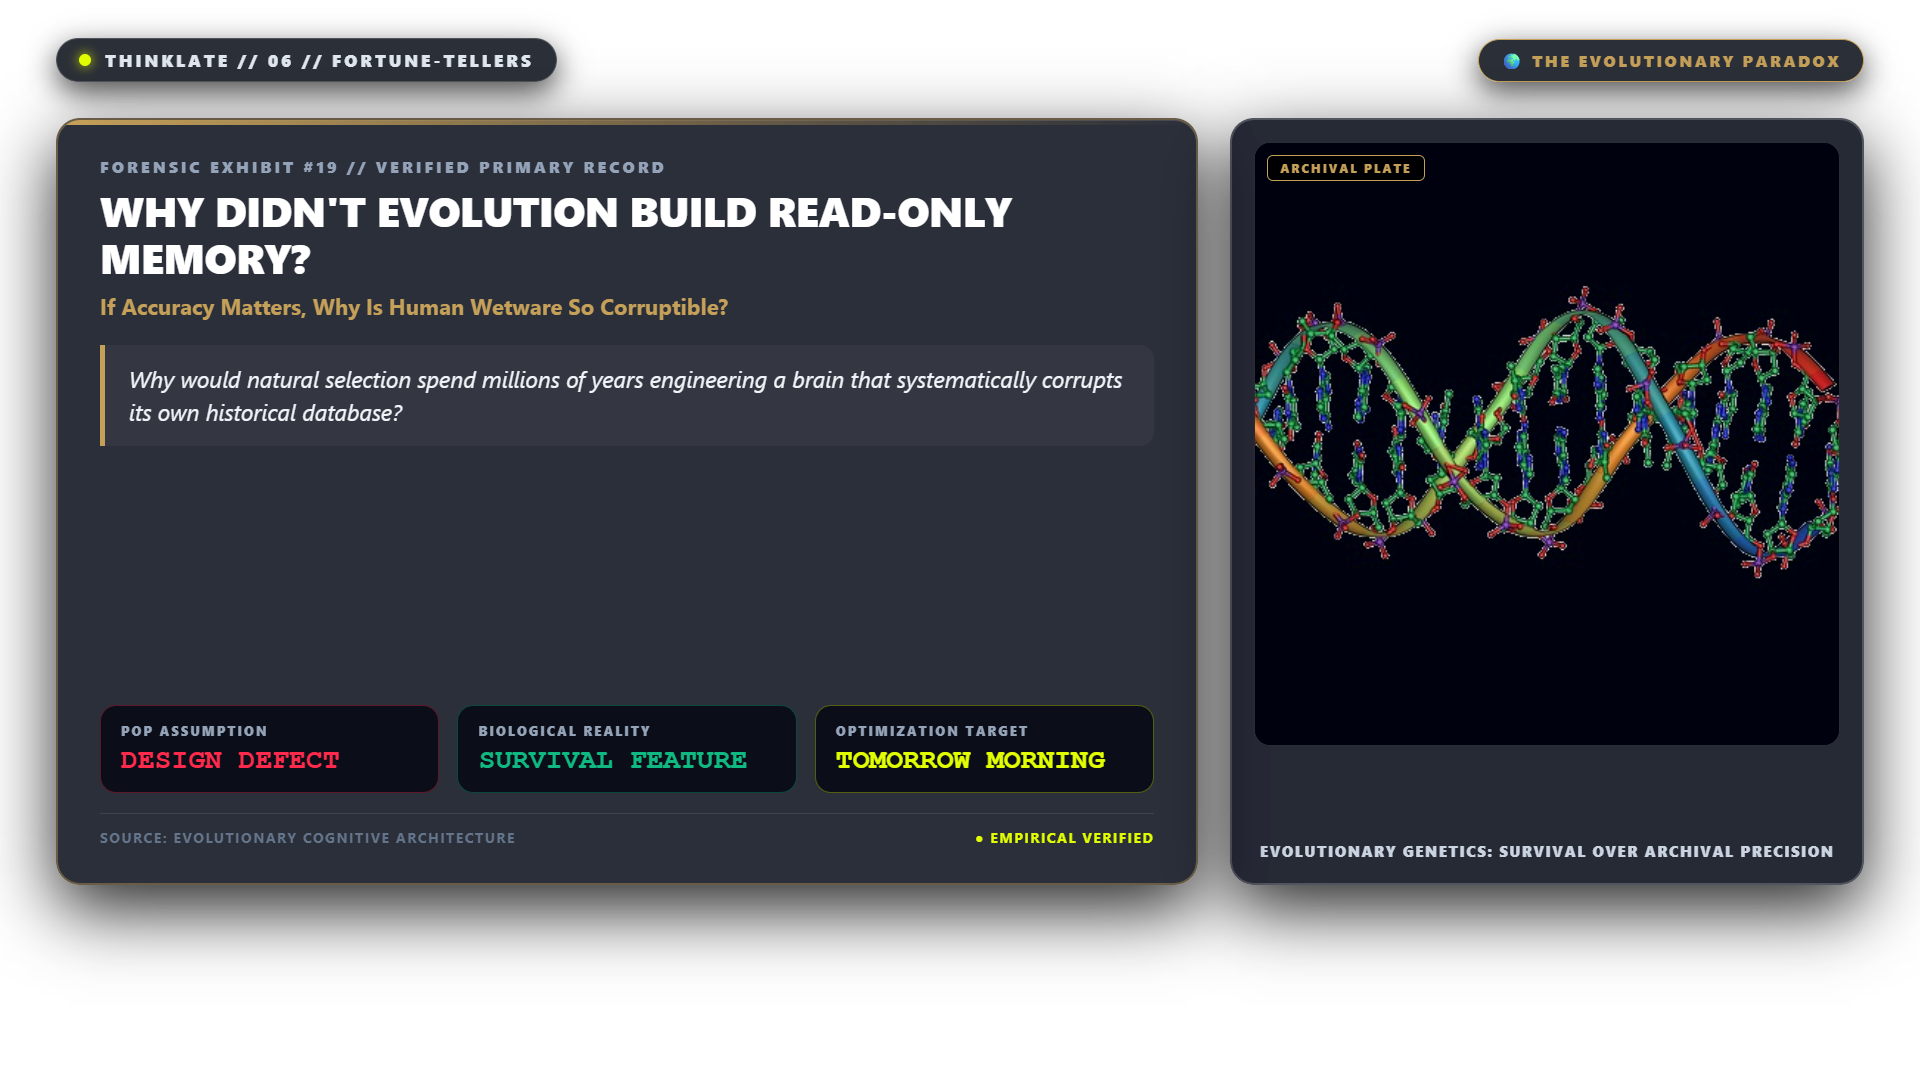 THINKLATE // 06 // FORTUNE-TELLERS
THE EVOLUTIONARY PARADOX
FORENSIC EXHIBIT #19 // VERIFIED PRIMARY RECORD
WHY DIDN'T EVOLUTION BUILD READ-ONLY
MEMORY?
If Accuracy Matters, Why Is Human Wetware So Corruptible?
Why would natural selection spend millions of years engineering a brain that systematically corrupts
its own historical database?
POP ASSUMPTION
DESIGN DEFECT
BIOLOGICAL REALITY
SURVIVAL FEATURE
OPTIMIZATION TARGET
TOMORROW MORNING
SOURCE: EVOLUTIONARY COGNITIVE ARCHITECTURE
● EMPIRICAL VERIFIED
ARCHIVAL PLATE
EVOLUTIONARY GENETICS: SURVIVAL OVER ARCHIVAL PRECISION